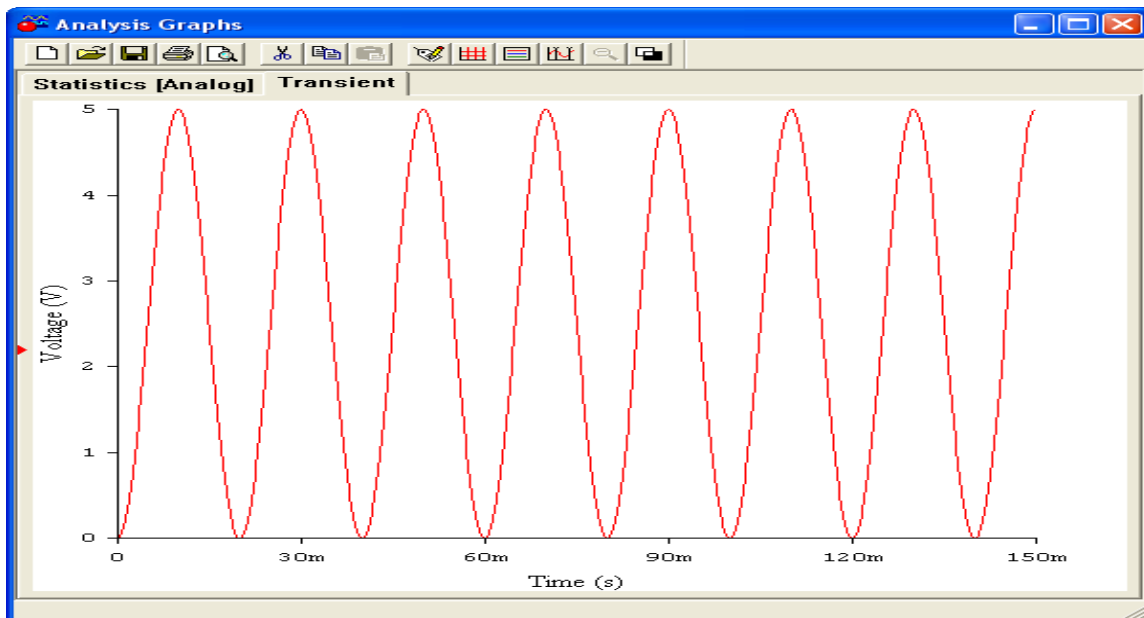 Analysis Graphs
Statistics [Analog] Transient
5
4
3
2
1
0
Voltage (V)
0 30m 60m 90m 120m 150m
Time (s)